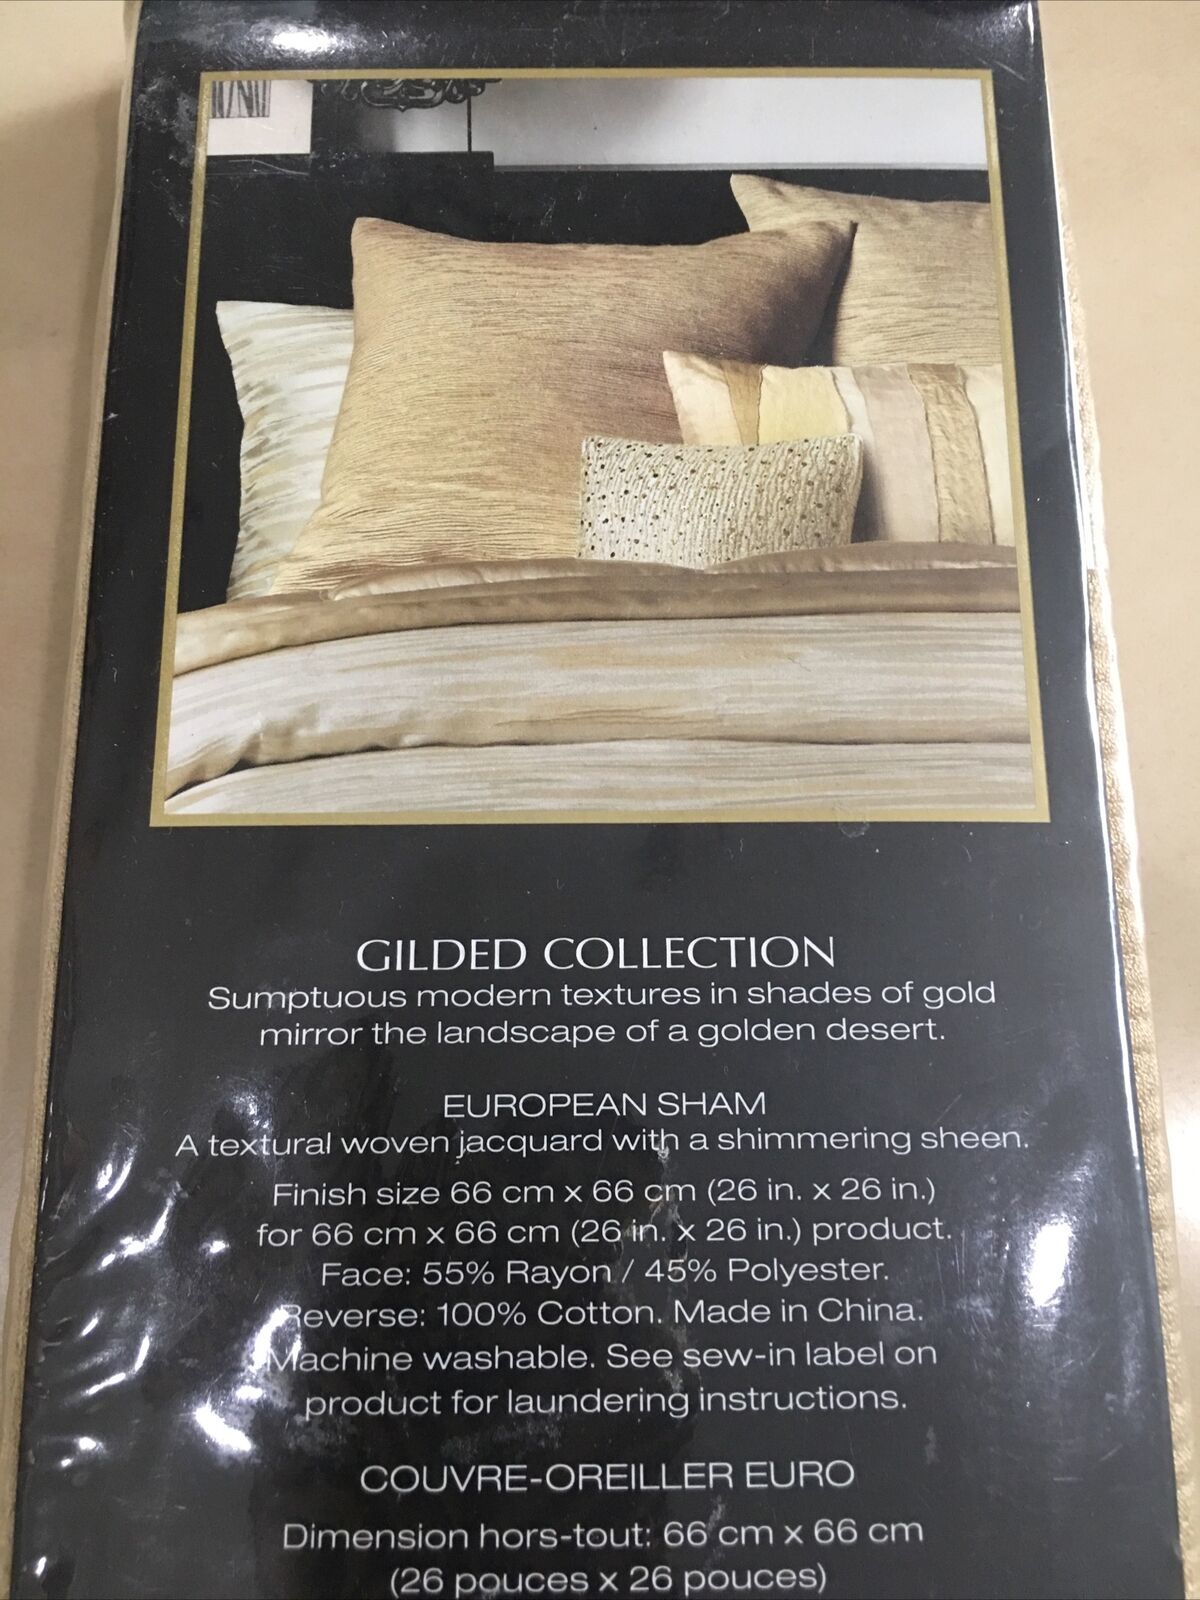 GILDED COLLECTION
Sumptuous modern textures in shades of gold
mirror the landscape of a golden desert.
EUROPEAN SHAM
A textural woven jacquard with a shimmering sheen.
Finish size 66 cm x 66 cm (26 in. x 26 in.)
for 66 cm x 66 cm (26 in. x 26 in.) product.
Face: 55% Rayon / 45% Polyester.
Reverse: 100% Cotton. Made in China.
Machine washable. See sew-in label on
product for laundering instructions.
COUVRE-OREILLER EURO
Dimension hors-tout: 66 cm x 66 cm
(26 pouces x 26 pouces)